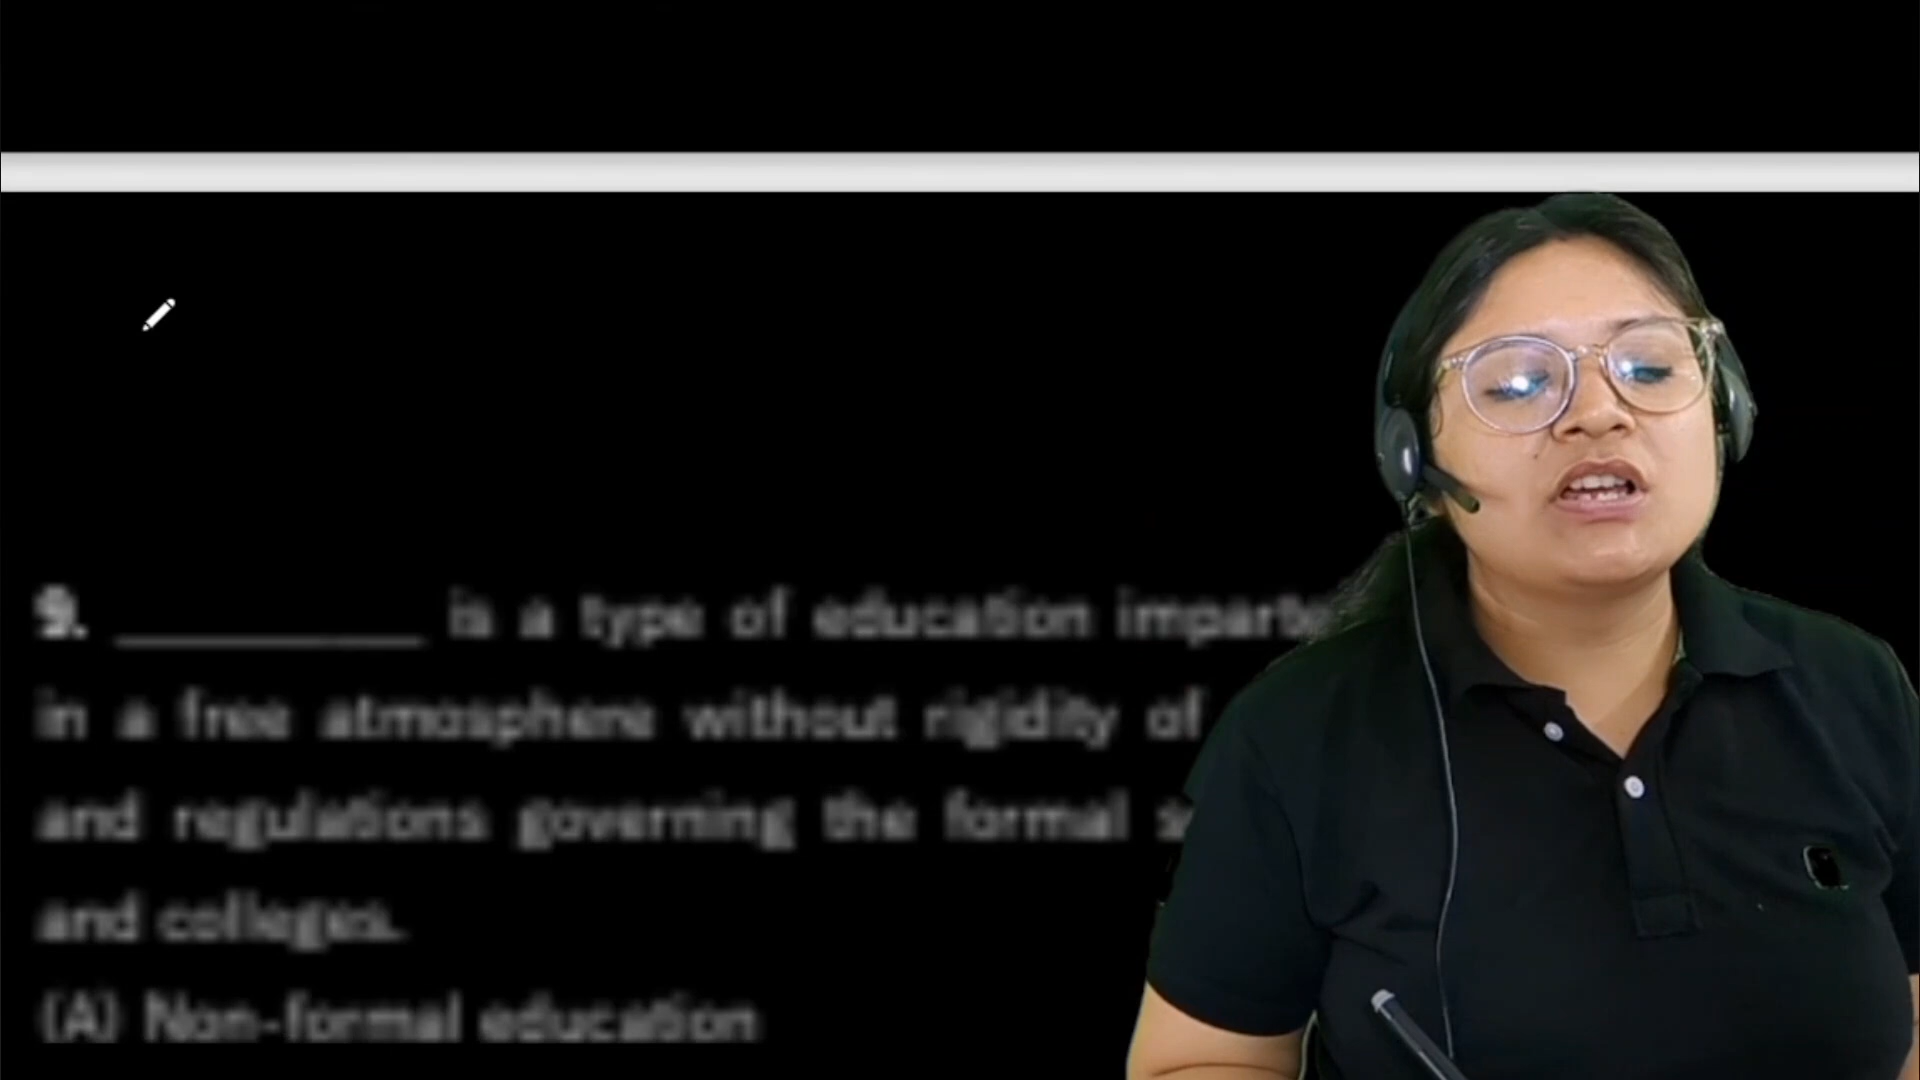 9. __________ is a type of education
in a free atmosphere without rigidity of
and regulations governing the formal
and colleges.
(A) Non-formal education